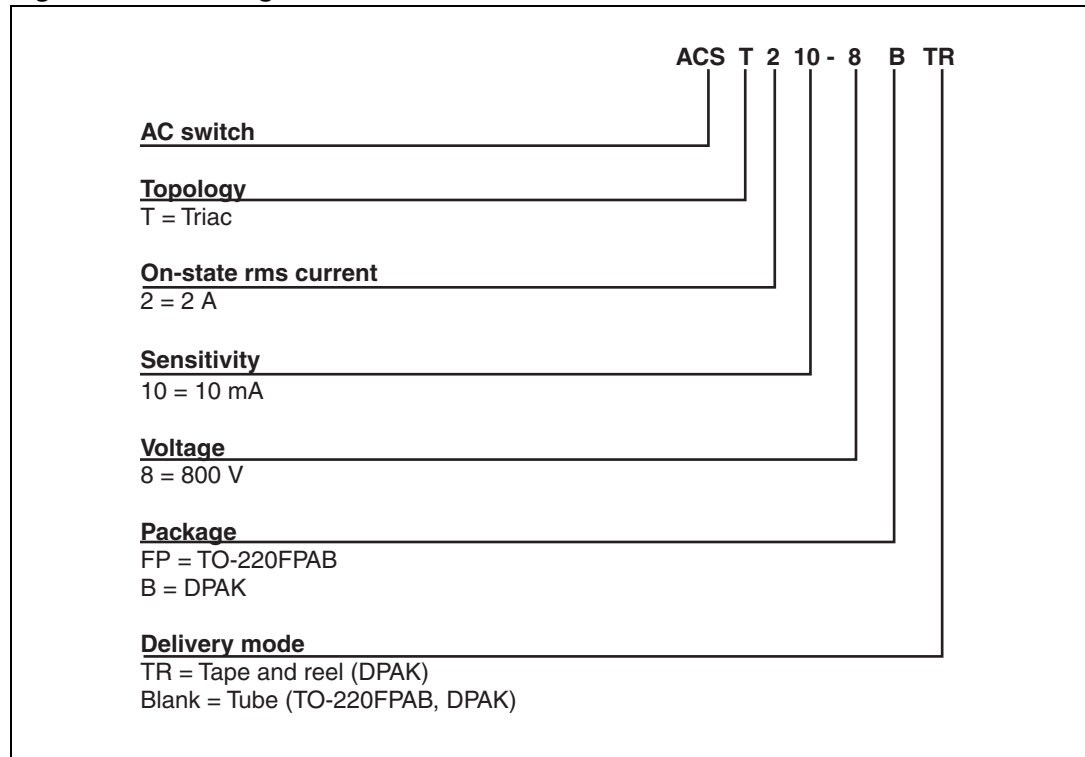 ACS T 2 10 - 8 B TR
AC switch
Topology
T = Triac
On-state rms current
2 = 2 A
Sensitivity
10 = 10 mA
Voltage
8 = 800 V
Package
FP = TO-220FPAB
B = DPAK
Delivery mode
TR = Tape and reel (DPAK)
Blank = Tube (TO-220FPAB, DPAK)